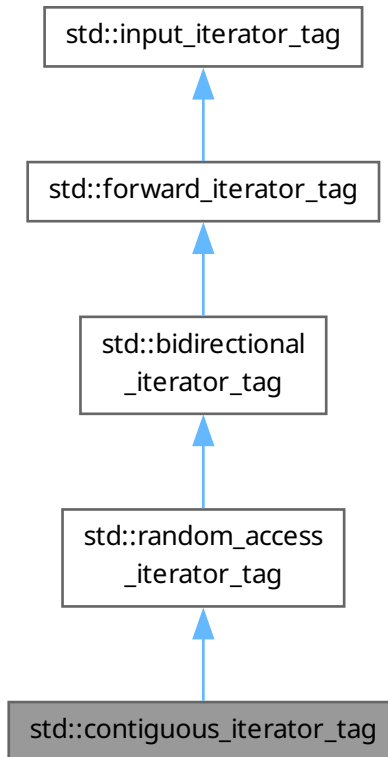 std::input_iterator_tag
std::forward_iterator_tag
std::bidirectional
_iterator_tag
std::random_access
_iterator_tag
std::contiguous_iterator_tag